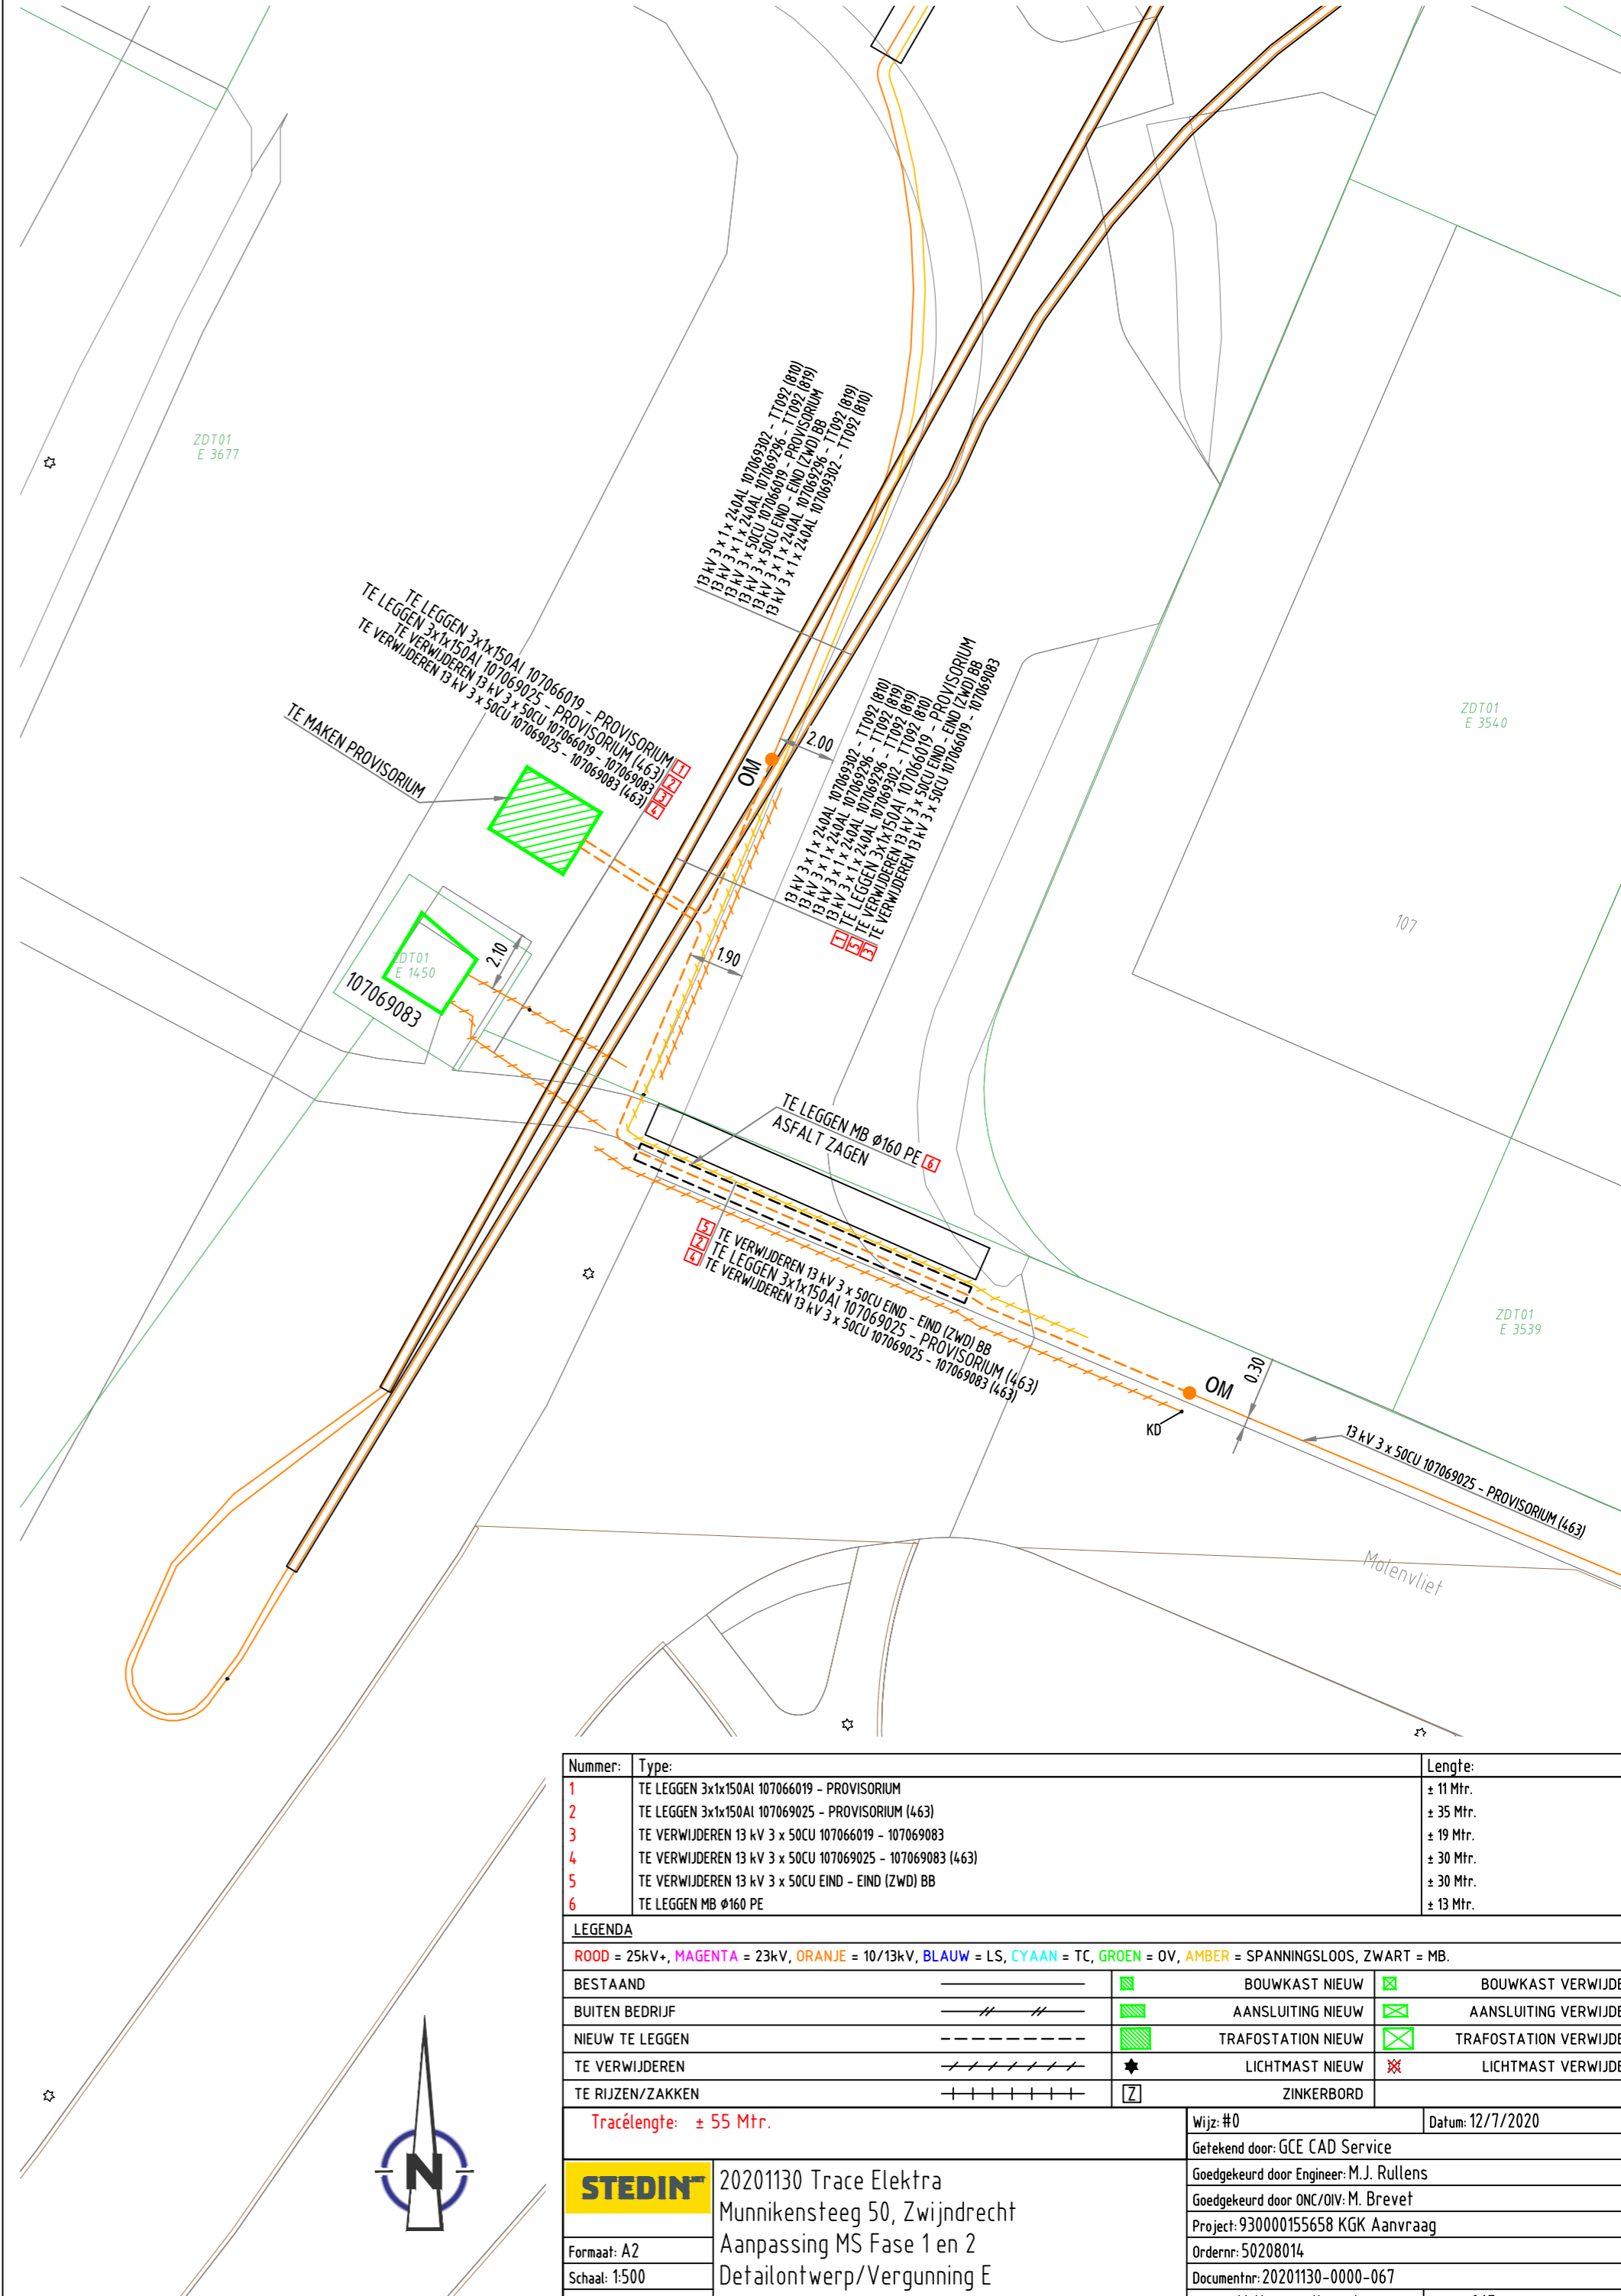 ZDT01
E 3677
13 kV 3 x 1 x 240AL 107069302 - TT092 (810)
13 kV 3 x 1 x 240AL 107069296 - TT092 (819)
13 kV 3 x 50CU 107066019 - PROVISORIUM
13 kV 3 x 50CU EIND - EIND (ZWD) BB
13 kV 3 x 1 x 240AL 107069296 - TT092 (819)
13 kV 3 x 1 x 240AL 107069302 - TT092 (810)
TE LEGGEN 3x1x150Al 107066019 - PROVISORIUM 1
TE LEGGEN 3x1x150Al 107069025 - PROVISORIUM (463) 2
TE VERWIJDEREN 13 kV 3 x 50CU 107066019 - 107069083 3
TE VERWIJDEREN 13 kV 3 x 50CU 107069025 - 107069083 (463) 4
TE MAKEN PROVISORIUM
OM
2.00
13 kV 3 x 1 x 240AL 107069302 - TT092 (810)
13 kV 3 x 1 x 240AL 107069296 - TT092 (819)
13 kV 3 x 1 x 240AL 107069296 - TT092 (819)
13 kV 3 x 1 x 240AL 107069302 - TT092 (810)
1 TE LEGGEN 3x1x150Al 107066019 - PROVISORIUM
5 TE VERWIJDEREN 13 kV 3 x 50CU EIND - EIND (ZWD) BB
3 TE VERWIJDEREN 13 kV 3 x 50CU 107066019 - 107069083
ZDT01
E 3540
107
1.90
2.10
ZDT01
E 1450
107069083
TE LEGGEN MB ø160 PE 6
ASFALT ZAGEN
5 TE VERWIJDEREN 13 kV 3 x 50CU EIND - EIND (ZWD) BB
2 TE LEGGEN 3x1x150Al 107069025 - PROVISORIUM (463)
4 TE VERWIJDEREN 13 kV 3 x 50CU 107069025 - 107069083 (463)
ZDT01
E 3539
OM
0.30
KD
13 kV 3 x 50CU 107069025 - PROVISORIUM (463)
Molenvliet
Nummer: Type: Lengte:
1 TE LEGGEN 3x1x150Al 107066019 - PROVISORIUM ± 11 Mtr.
2 TE LEGGEN 3x1x150Al 107069025 - PROVISORIUM (463) ± 35 Mtr.
3 TE VERWIJDEREN 13 kV 3 x 50CU 107066019 - 107069083 ± 19 Mtr.
4 TE VERWIJDEREN 13 kV 3 x 50CU 107069025 - 107069083 (463) ± 30 Mtr.
5 TE VERWIJDEREN 13 kV 3 x 50CU EIND - EIND (ZWD) BB ± 30 Mtr.
6 TE LEGGEN MB ø160 PE ± 13 Mtr.
LEGENDA
ROOD = 25kV+, MAGENTA = 23kV, ORANJE = 10/13kV, BLAUW = LS, CYAAN = TC, GROEN = OV, AMBER = SPANNINGSLOOS, ZWART = MB.
BESTAAND BOUWKAST NIEUW BOUWKAST VERWIJDE
BUITEN BEDRIJF AANSLUITING NIEUW AANSLUITING VERWIJDE
NIEUW TE LEGGEN TRAFOSTATION NIEUW TRAFOSTATION VERWIJDE
TE VERWIJDEREN LICHTMAST NIEUW LICHTMAST VERWIJDE
TE RIJZEN/ZAKKEN Z ZINKERBORD
Tracélengte: ± 55 Mtr.
Wijz: #0 Datum: 12/7/2020
Getekend door: GCE CAD Service
Goedgekeurd door Engineer: M.J. Rullens
Goedgekeurd door ONC/OIV: M. Brevet
Project: 930000155658 KGK Aanvraag
Ordernr: 50208014
Documentnr: 20201130-0000-067
STEDIN NET
20201130 Trace Elektra
Munnikensteeg 50, Zwijndrecht
Aanpassing MS Fase 1 en 2
Detailontwerp/Vergunning E
Formaat: A2
Schaal: 1:500
N